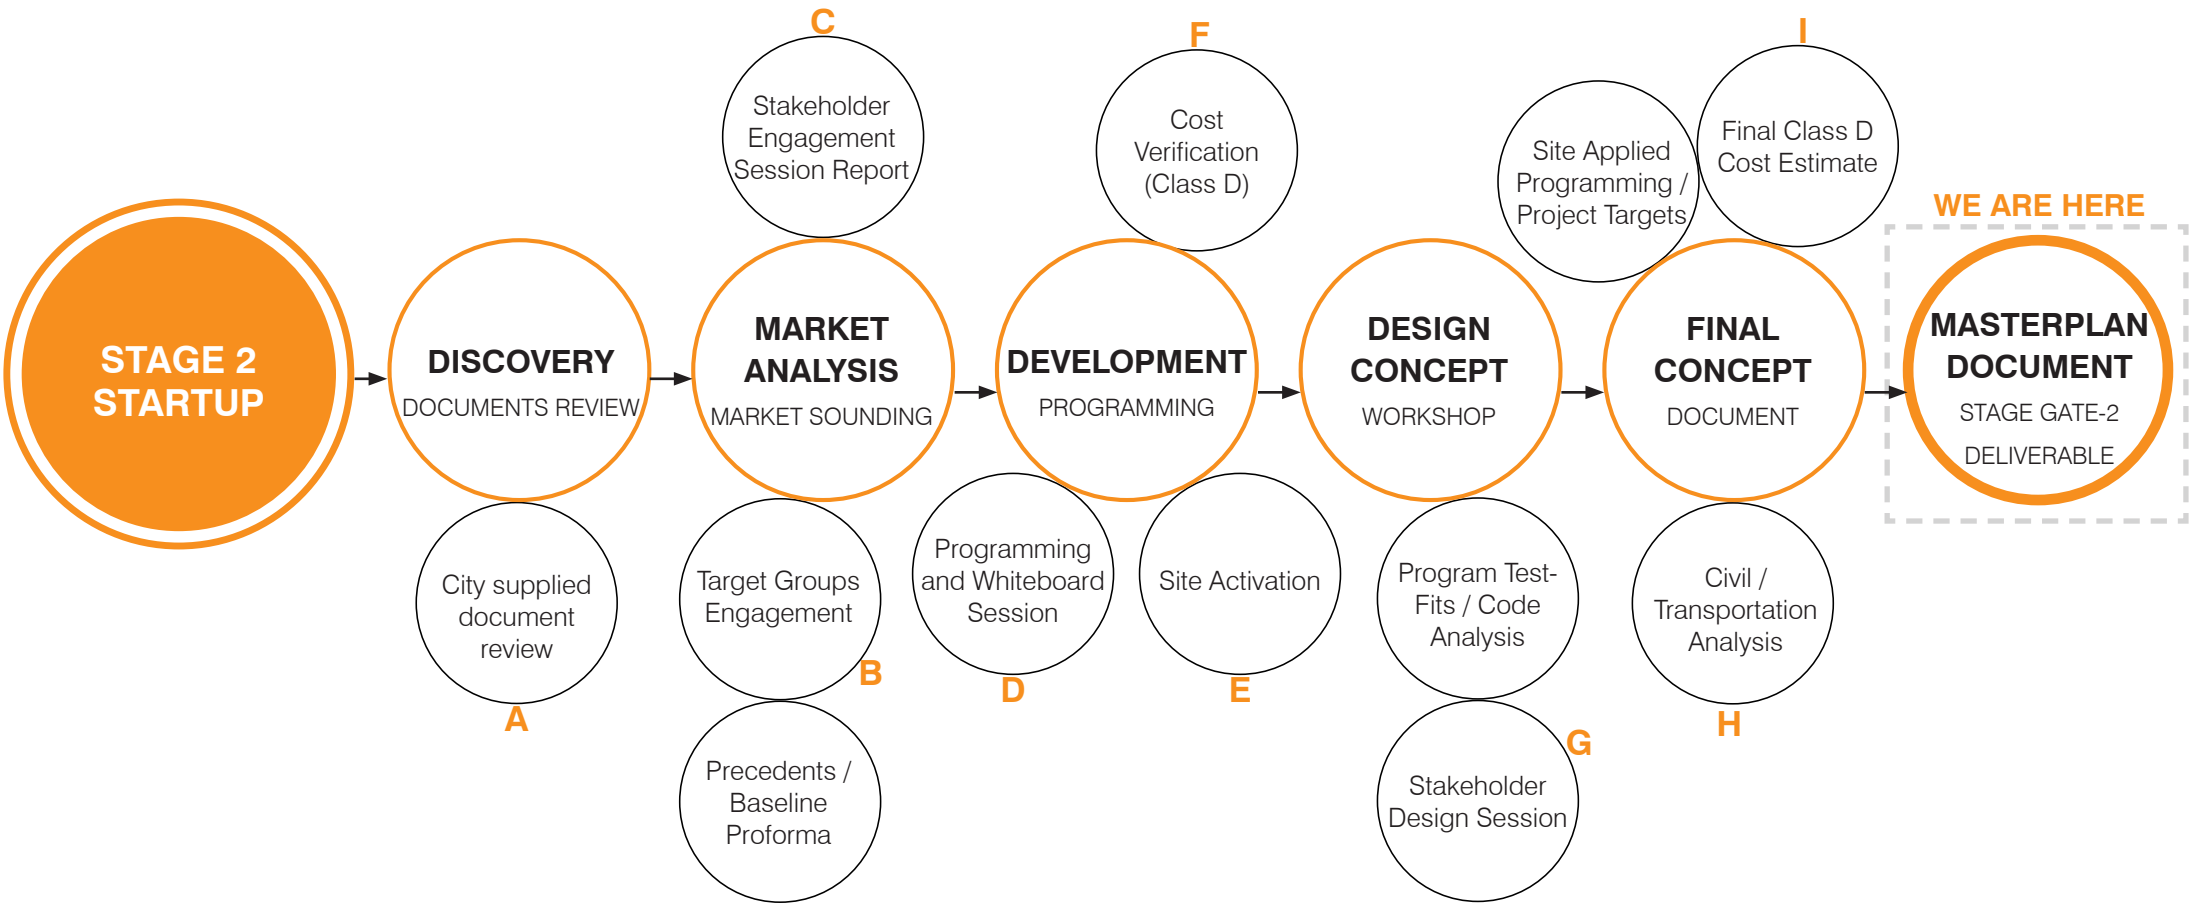 C
Stakeholder
Engagement
Session Report
F
Cost
Verification
(Class D)
I
Final Class D
Cost Estimate
Site Applied
Programming /
Project Targets
WE ARE HERE
STAGE 2
STARTUP
DISCOVERY
DOCUMENTS REVIEW
MARKET
ANALYSIS
MARKET SOUNDING
DEVELOPMENT
PROGRAMMING
DESIGN
CONCEPT
WORKSHOP
FINAL
CONCEPT
DOCUMENT
MASTERPLAN
DOCUMENT
STAGE GATE-2
DELIVERABLE
City supplied
document
review
A
Target Groups
Engagement
B
Precedents /
Baseline
Proforma
Programming
and Whiteboard
Session
D
Site Activation
E
Program Test-
Fits / Code
Analysis
G
Stakeholder
Design Session
Civil /
Transportation
Analysis
H